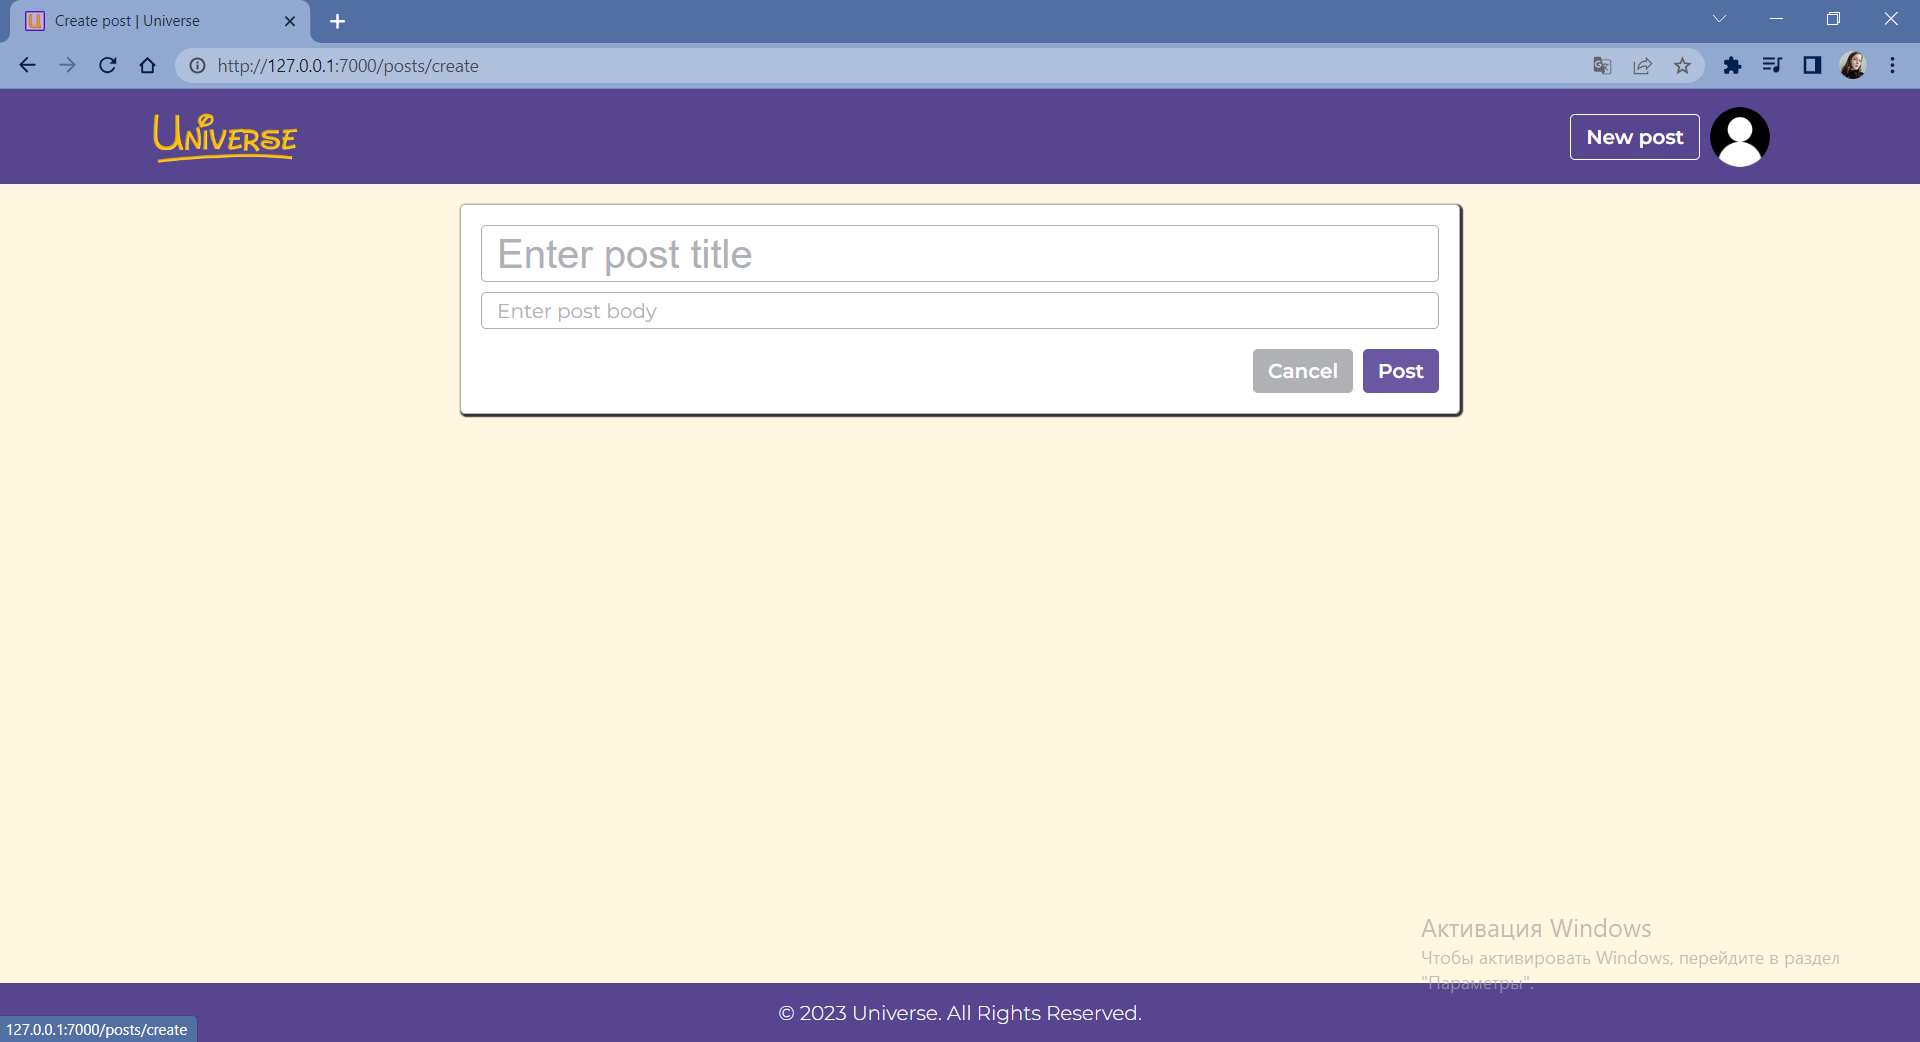 Create post | Universe
http://127.0.0.1:7000/posts/create
UNIVERSE
New post
Enter post title
Enter post body
Cancel
Post
Активация Windows
Чтобы активировать Windows, перейдите в раздел
"Параметры".
© 2023 Universe. All Rights Reserved.
127.0.0.1:7000/posts/create